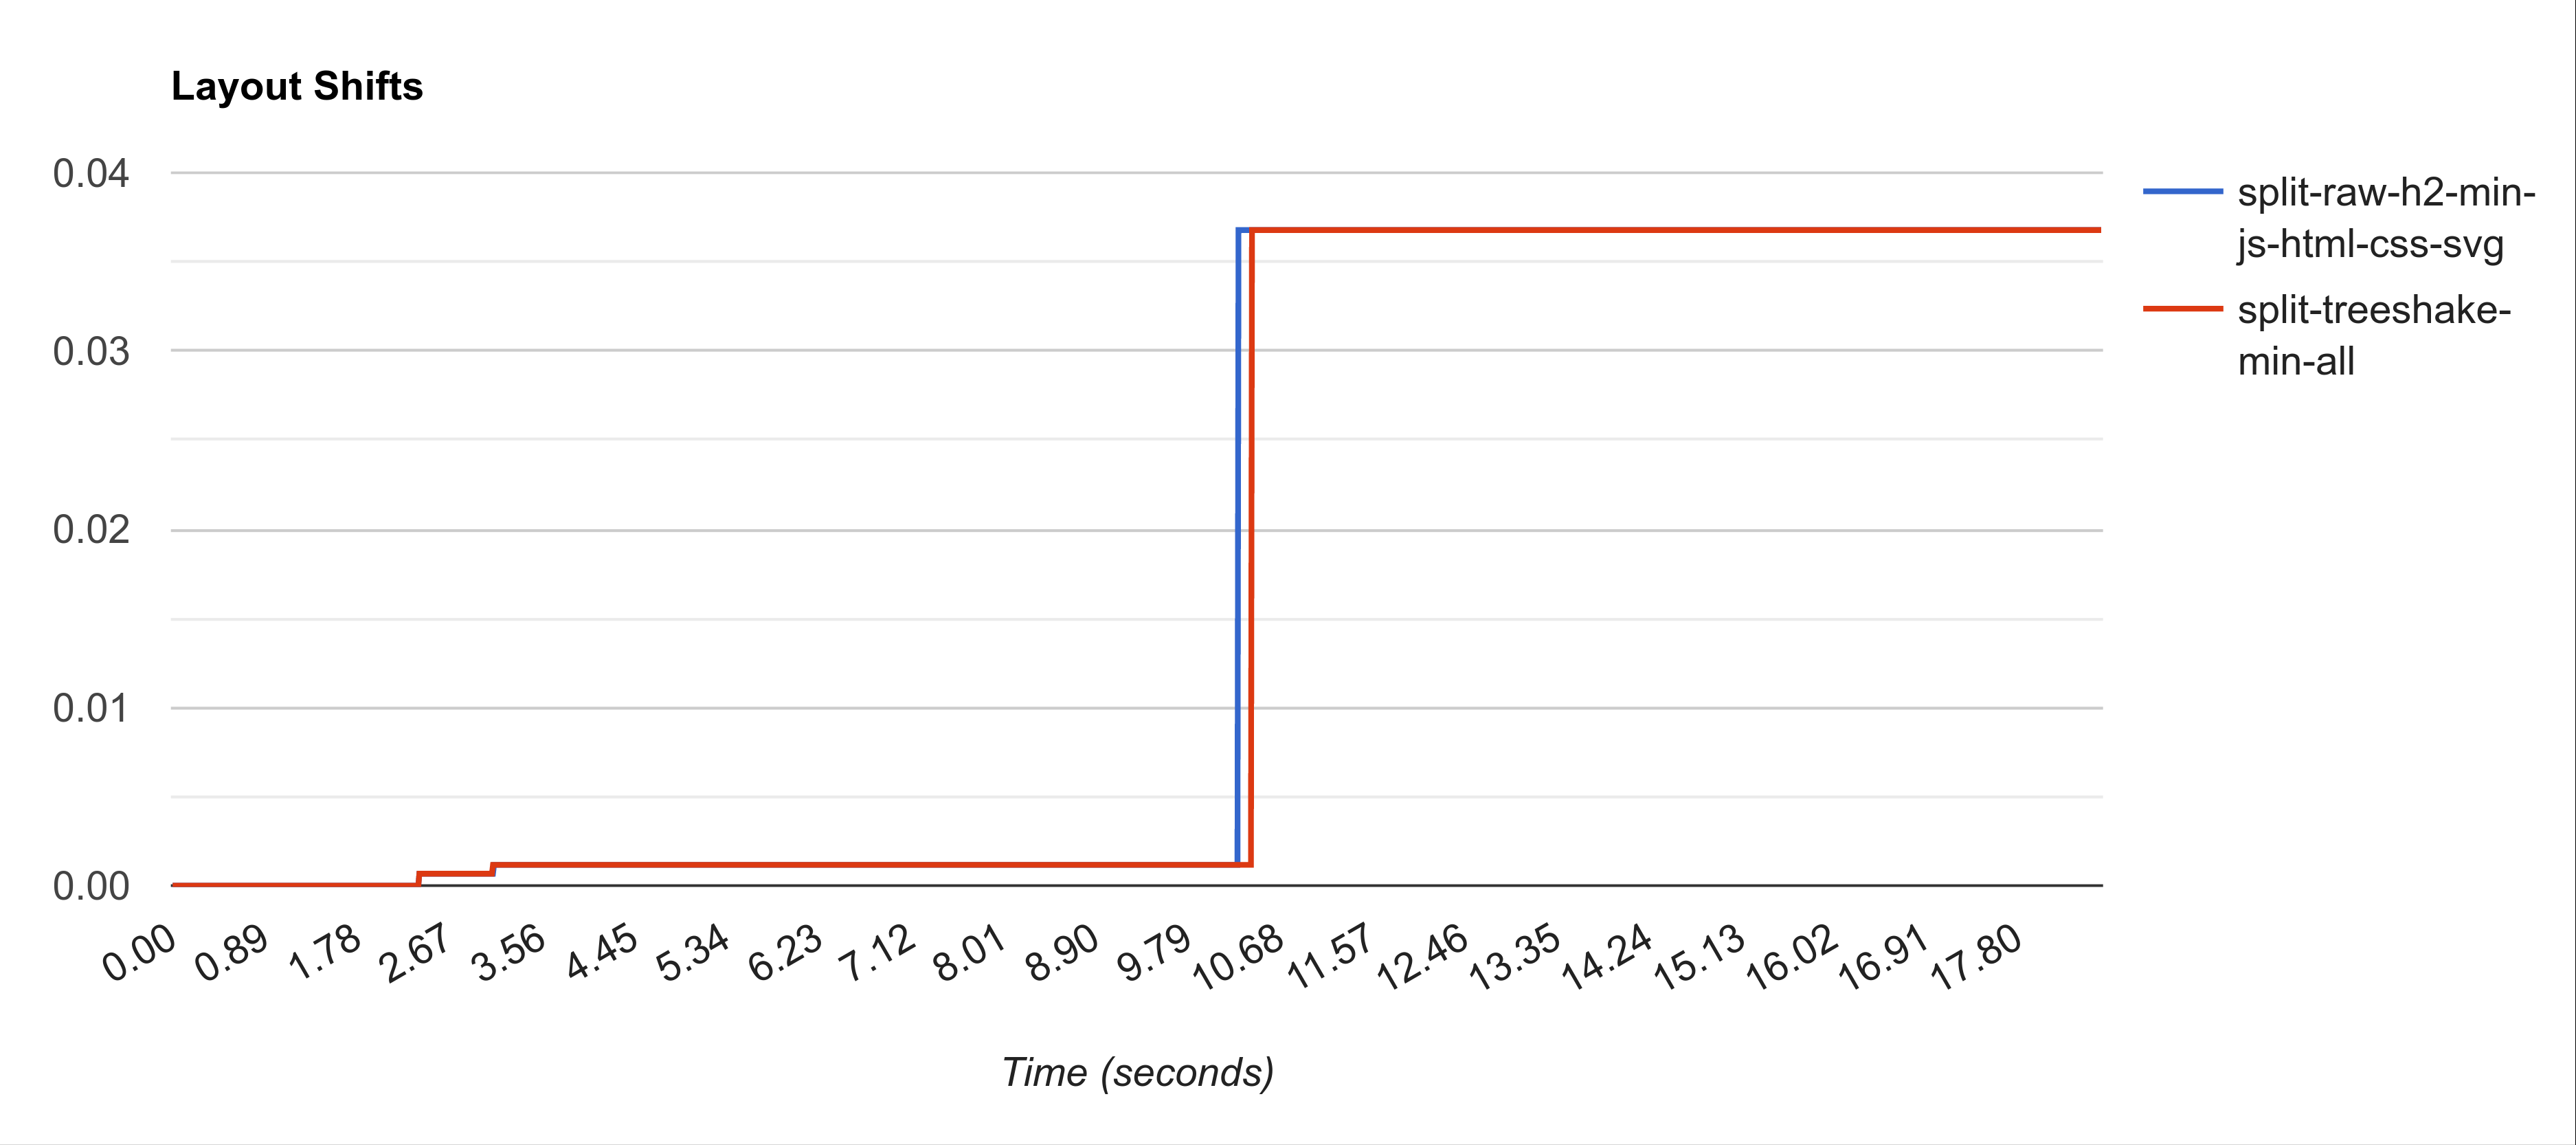 Layout Shifts
0.04
0.03
0.02
0.01
0.00
split-raw-h2-min-
js-html-css-svg
split-treeshake-
min-all
0.00 0.89 1.78 2.67 3.56 4.45 5.34 6.23 7.12 8.01 8.90 9.79 10.68 11.57 12.46 13.35 14.24 15.13 16.02 16.91 17.80
Time (seconds)